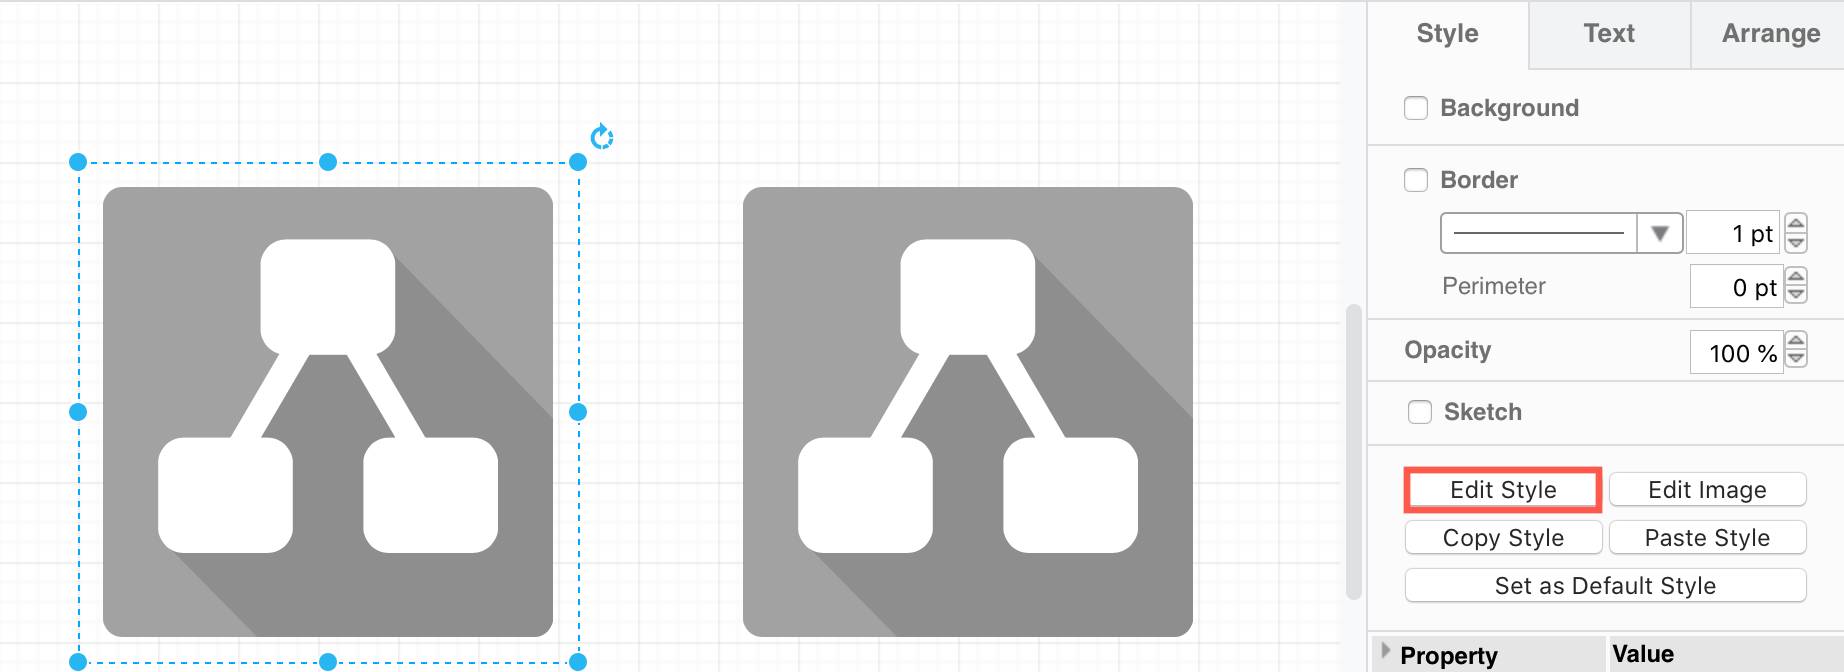 Style Text Arrange
Background
Border
1 pt
Perimeter 0 pt
Opacity 100 %
Sketch
Edit Style Edit Image
Copy Style Paste Style
Set as Default Style
Property Value